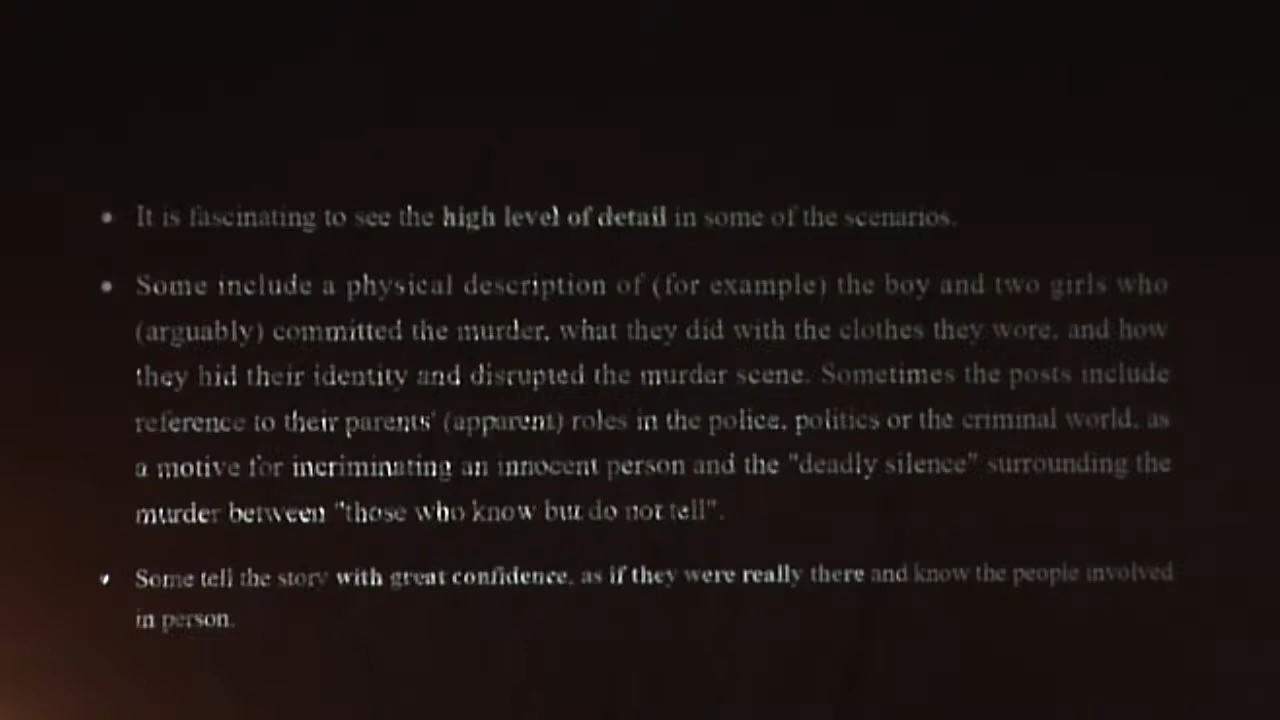 • It is fascinating to see the high level of detail in some of the scenarios.
• Some include a physical description of (for example) the boy and two girls who
(arguably) committed the murder, what they did with the clothes they wore, and how
they hid their identity and disrupted the murder scene. Sometimes the posts include
reference to their parents' (apparent) roles in the police, politics or the criminal world, as
a motive for incriminating an innocent person and the "deadly silence" surrounding the
murder between "those who know but do not tell".
• Some tell the story with great confidence, as if they were really there and know the people involved
in person.